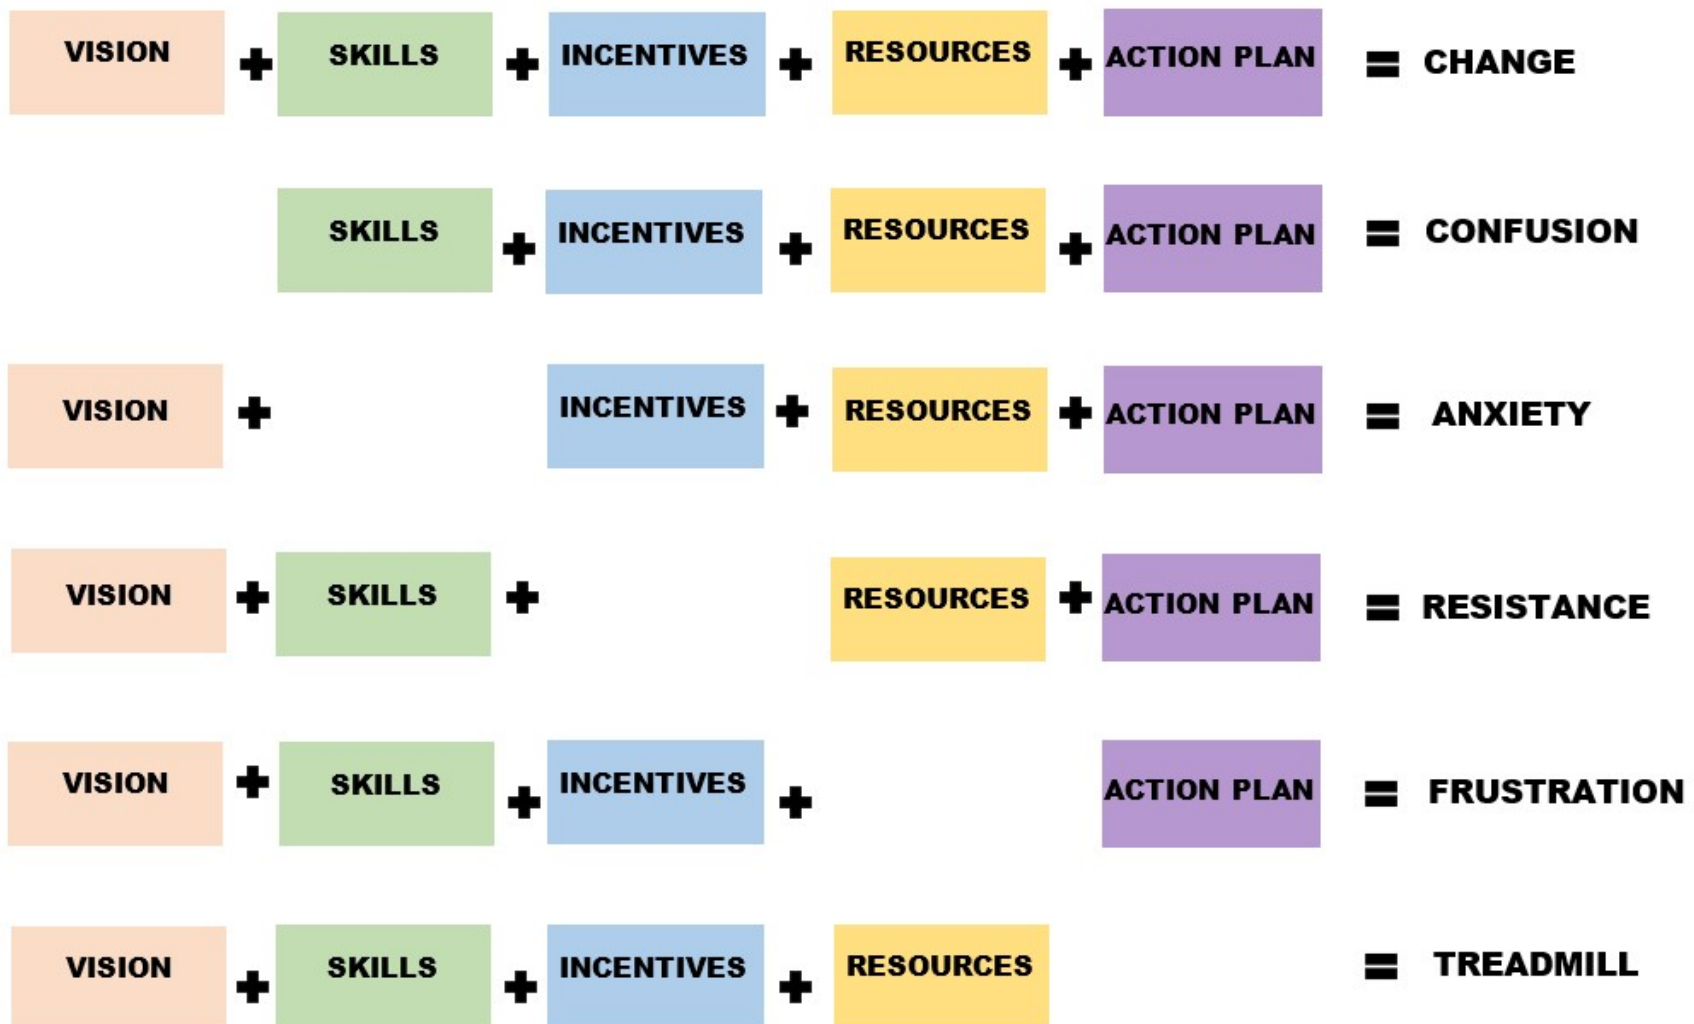 VISION + SKILLS + INCENTIVES + RESOURCES + ACTION PLAN = CHANGE
SKILLS + INCENTIVES + RESOURCES + ACTION PLAN = CONFUSION
VISION + INCENTIVES + RESOURCES + ACTION PLAN = ANXIETY
VISION + SKILLS + RESOURCES + ACTION PLAN = RESISTANCE
VISION + SKILLS + INCENTIVES + ACTION PLAN = FRUSTRATION
VISION + SKILLS + INCENTIVES + RESOURCES = TREADMILL